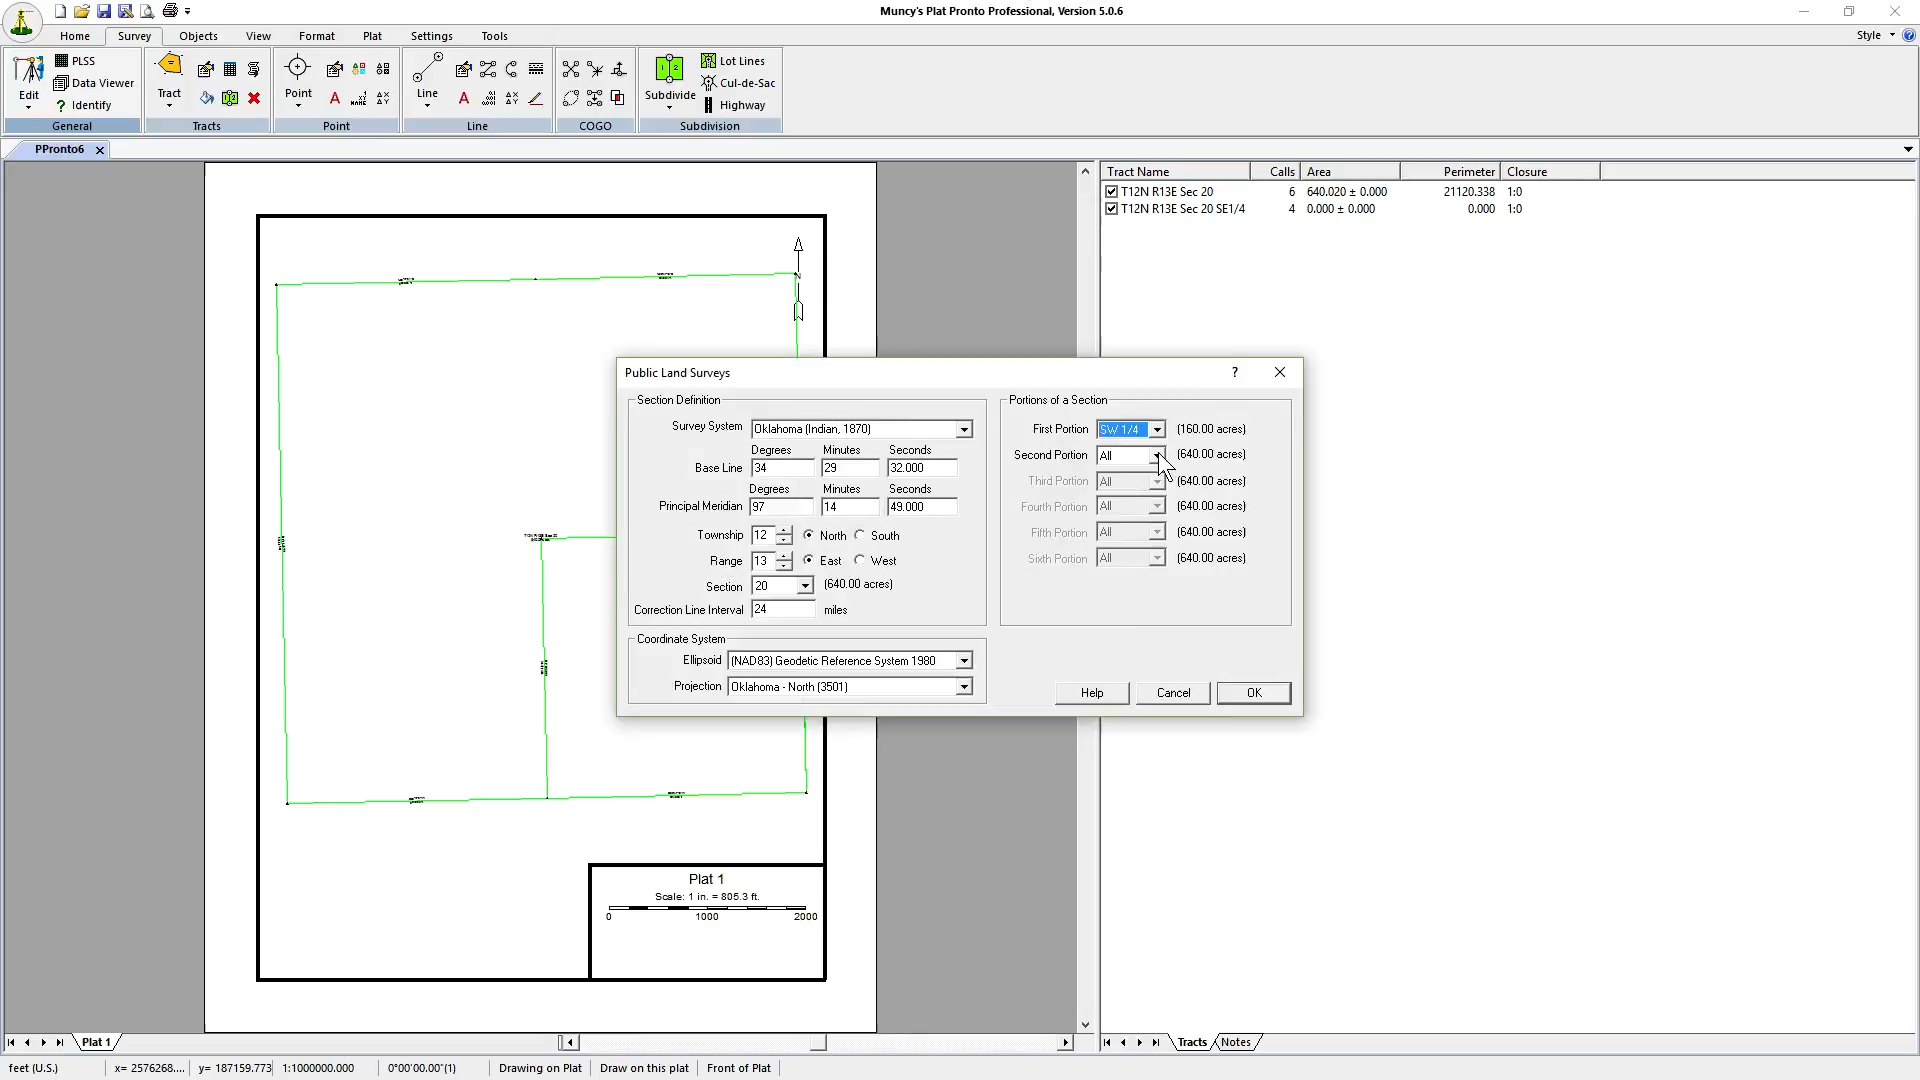 Muncy's Plat Pronto Professional, Version 5.0.6
Home Survey Objects View Format Plat Settings Tools Style
Edit PLSS Data Viewer Identify General
Tract Tracts
Point A XYZ NAME Point
Line A Line
COGO
Subdivide Lot Lines Cul-de-Sac Highway Subdivision
PPronto6
Tract Name Calls Area Perimeter Closure
T12N R13E Sec 20 6 640.020 ± 0.000 21120.338 1:0
T12N R13E Sec 20 SE1/4 4 0.000 ± 0.000 0.000 1:0
N
Public Land Surveys ?
Section Definition
Survey System Oklahoma (Indian, 1870)
Degrees Minutes Seconds
Base Line 34 29 32.000
Degrees Minutes Seconds
Principal Meridian 97 14 49.000
Township 12 North South
Range 13 East West
Section 20 (640.00 acres)
Correction Line Interval 24 miles
Coordinate System
Ellipsoid (NAD83) Geodetic Reference System 1980
Projection Oklahoma - North (3501)
Portions of a Section
First Portion SW 1/4 (160.00 acres)
Second Portion All (640.00 acres)
Third Portion All (640.00 acres)
Fourth Portion All (640.00 acres)
Fifth Portion All (640.00 acres)
Sixth Portion All (640.00 acres)
Help Cancel OK
Plat 1
Scale: 1 in. = 805.3 ft.
0 1000 2000
Plat 1
Tracts Notes
feet (U.S.) x= 2576268.... y= 187159.773 1:1000000.000 0°00'00.00"(1) Drawing on Plat Draw on this plat Front of Plat